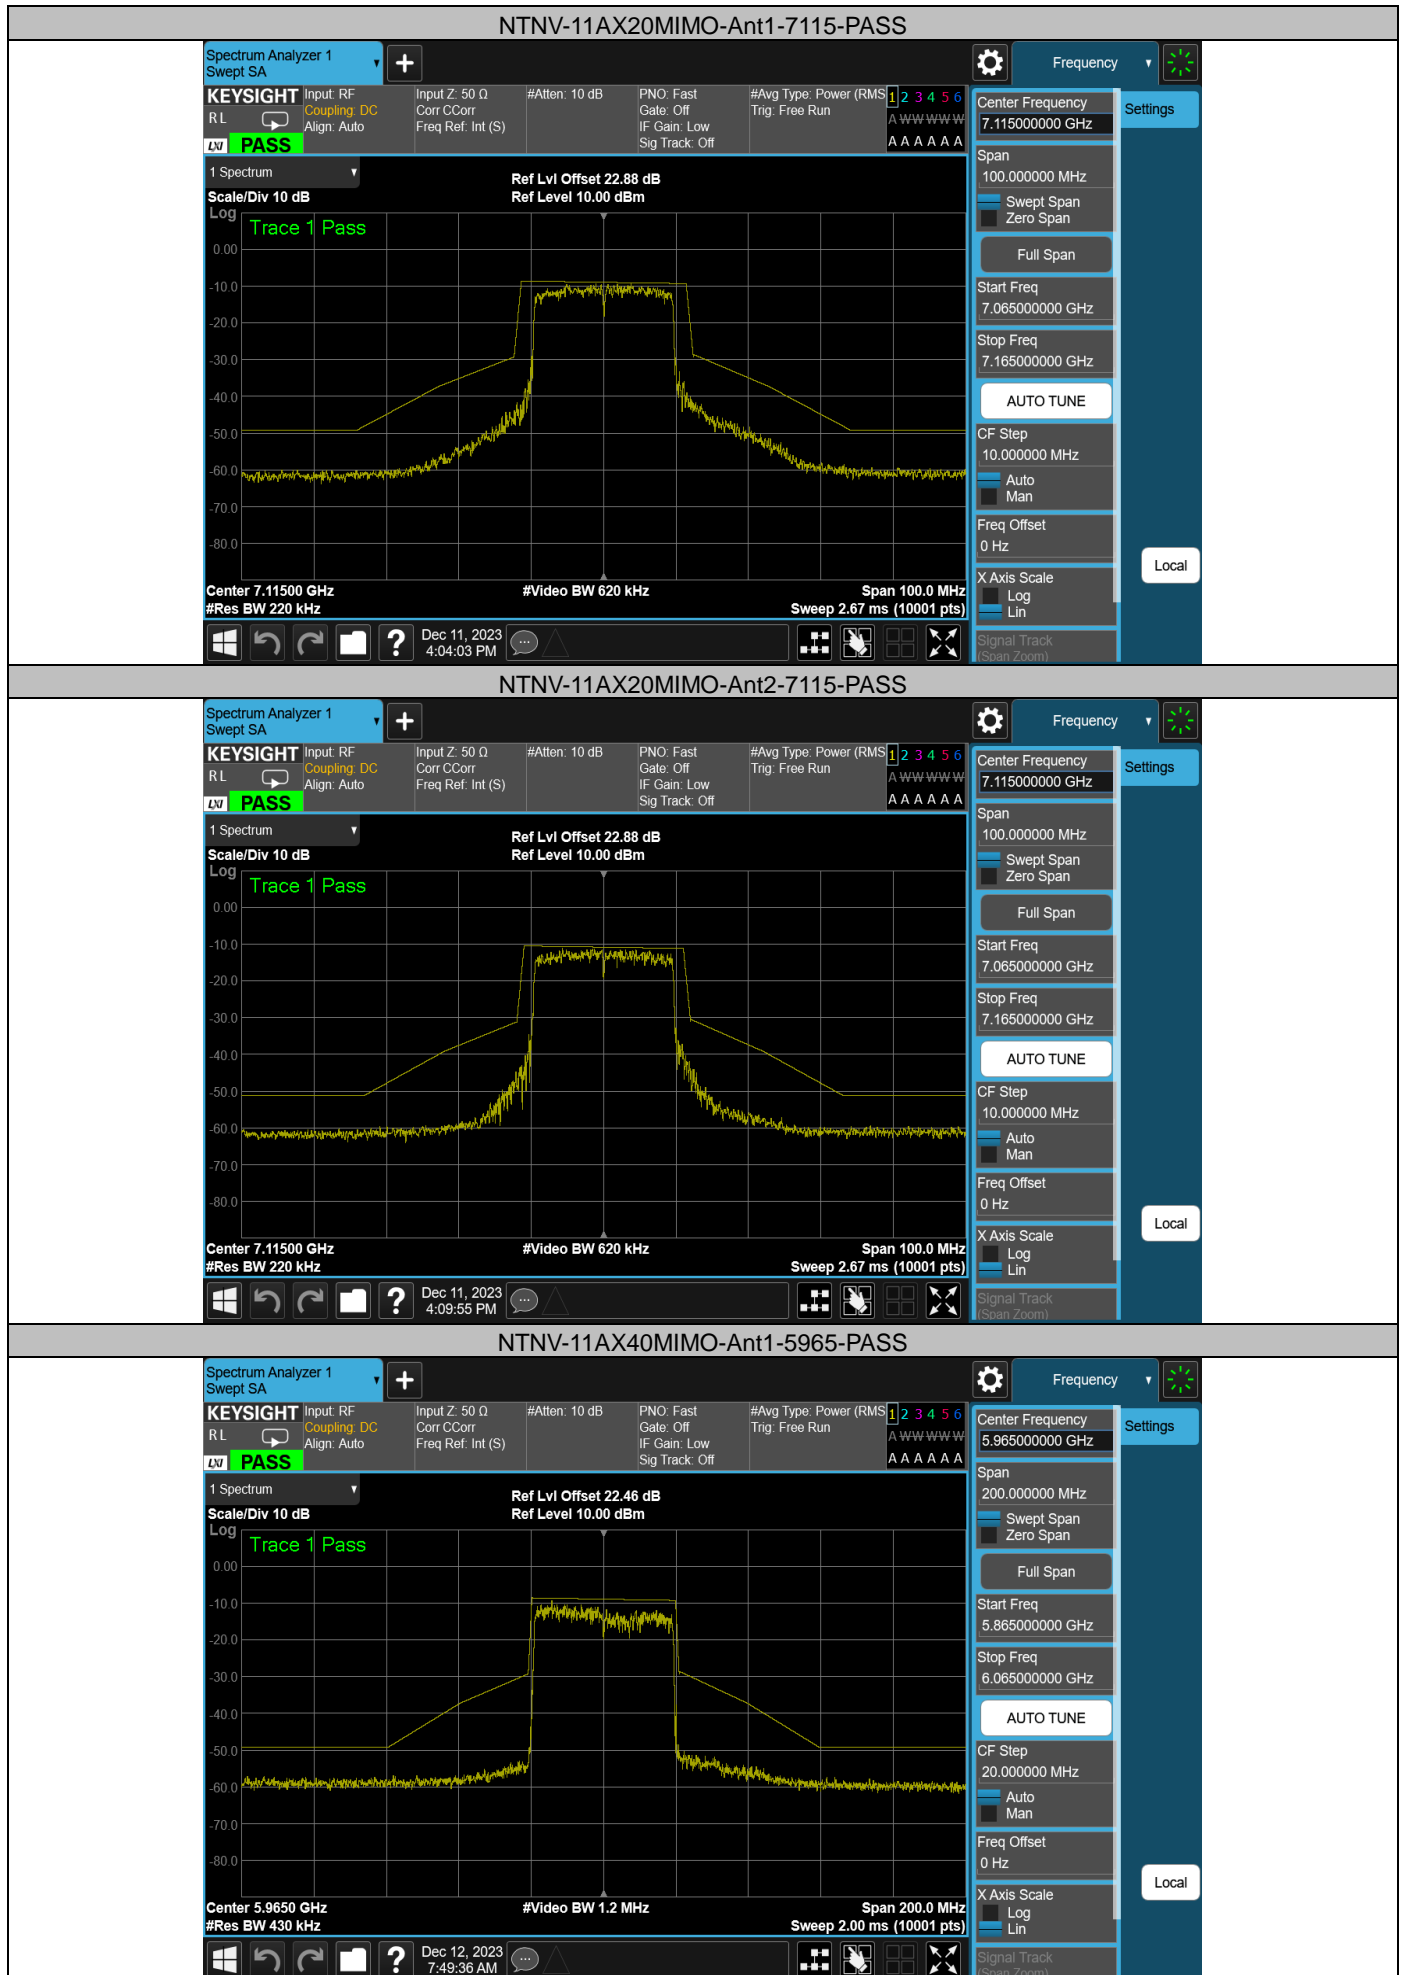 NTNV-11AX20MIMO-Ant1-7115-PASS
Spectrum Analyzer 1
Swept SA
Frequency
KEYSIGHT
RL
LXI
PASS
Input: RF
Coupling: DC
Align: Auto
Input Z: 50 Ω
Corr CCorr
Freq Ref: Int (S)
#Atten: 10 dB
PNO: Fast
Gate: Off
IF Gain: Low
Sig Track: Off
#Avg Type: Power (RMS
Trig: Free Run
1 2 3 4 5 6
A W W W W W
A A A A A A
1 Spectrum
Scale/Div 10 dB
Ref Lvl Offset 22.88 dB
Ref Level 10.00 dBm
Log
Trace 1 Pass
0.00
-10.0
-20.0
-30.0
-40.0
-50.0
-60.0
-70.0
-80.0
Center 7.11500 GHz
#Res BW 220 kHz
#Video BW 620 kHz
Span 100.0 MHz
Sweep 2.67 ms (10001 pts)
Dec 11, 2023
4:04:03 PM
Center Frequency
7.115000000 GHz
Span
100.000000 MHz
Swept Span
Zero Span
Full Span
Start Freq
7.065000000 GHz
Stop Freq
7.165000000 GHz
AUTO TUNE
CF Step
10.000000 MHz
Auto
Man
Freq Offset
0 Hz
X Axis Scale
Log
Lin
Signal Track
(Span Zoom)
Settings
Local
NTNV-11AX20MIMO-Ant2-7115-PASS
Spectrum Analyzer 1
Swept SA
Frequency
KEYSIGHT
RL
LXI
PASS
Input: RF
Coupling: DC
Align: Auto
Input Z: 50 Ω
Corr CCorr
Freq Ref: Int (S)
#Atten: 10 dB
PNO: Fast
Gate: Off
IF Gain: Low
Sig Track: Off
#Avg Type: Power (RMS
Trig: Free Run
1 2 3 4 5 6
A W W W W W
A A A A A A
1 Spectrum
Scale/Div 10 dB
Ref Lvl Offset 22.88 dB
Ref Level 10.00 dBm
Log
Trace 1 Pass
0.00
-10.0
-20.0
-30.0
-40.0
-50.0
-60.0
-70.0
-80.0
Center 7.11500 GHz
#Res BW 220 kHz
#Video BW 620 kHz
Span 100.0 MHz
Sweep 2.67 ms (10001 pts)
Dec 11, 2023
4:09:55 PM
Center Frequency
7.115000000 GHz
Span
100.000000 MHz
Swept Span
Zero Span
Full Span
Start Freq
7.065000000 GHz
Stop Freq
7.165000000 GHz
AUTO TUNE
CF Step
10.000000 MHz
Auto
Man
Freq Offset
0 Hz
X Axis Scale
Log
Lin
Signal Track
(Span Zoom)
Settings
Local
NTNV-11AX40MIMO-Ant1-5965-PASS
Spectrum Analyzer 1
Swept SA
Frequency
KEYSIGHT
RL
LXI
PASS
Input: RF
Coupling: DC
Align: Auto
Input Z: 50 Ω
Corr CCorr
Freq Ref: Int (S)
#Atten: 10 dB
PNO: Fast
Gate: Off
IF Gain: Low
Sig Track: Off
#Avg Type: Power (RMS
Trig: Free Run
1 2 3 4 5 6
A W W W W W
A A A A A A
1 Spectrum
Scale/Div 10 dB
Ref Lvl Offset 22.46 dB
Ref Level 10.00 dBm
Log
Trace 1 Pass
0.00
-10.0
-20.0
-30.0
-40.0
-50.0
-60.0
-70.0
-80.0
Center 5.9650 GHz
#Res BW 430 kHz
#Video BW 1.2 MHz
Span 200.0 MHz
Sweep 2.00 ms (10001 pts)
Dec 12, 2023
7:49:36 AM
Center Frequency
5.965000000 GHz
Span
200.000000 MHz
Swept Span
Zero Span
Full Span
Start Freq
5.865000000 GHz
Stop Freq
6.065000000 GHz
AUTO TUNE
CF Step
20.000000 MHz
Auto
Man
Freq Offset
0 Hz
X Axis Scale
Log
Lin
Signal Track
(Span Zoom)
Settings
Local